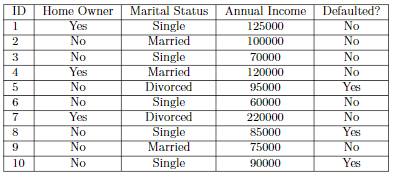 ID Home Owner Marital Status Annual Income Defaulted?
1 Yes Single 125000 No
2 No Married 100000 No
3 No Single 70000 No
4 Yes Married 120000 No
5 No Divorced 95000 Yes
6 No Single 60000 No
7 Yes Divorced 220000 No
8 No Single 85000 Yes
9 No Married 75000 No
10 No Single 90000 Yes